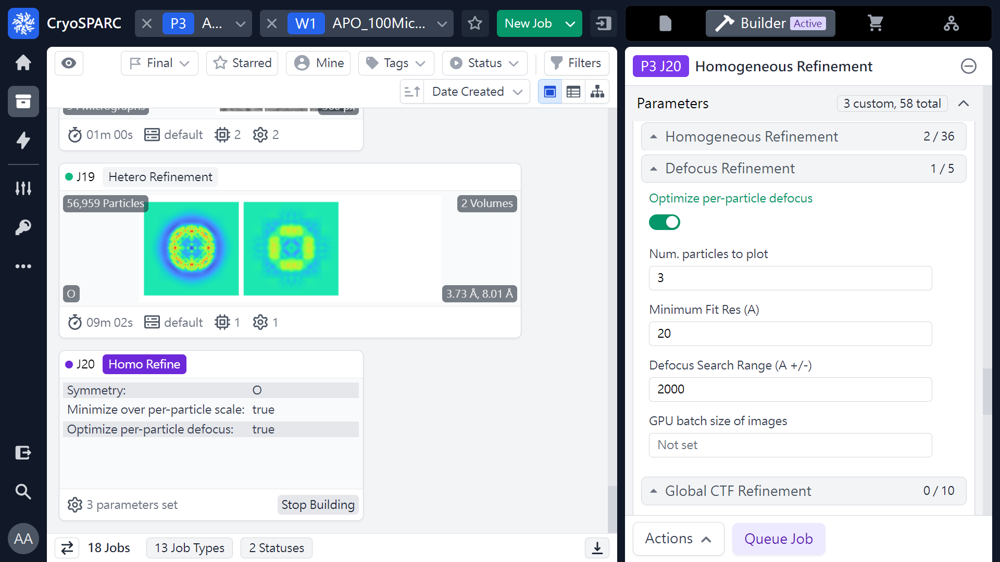 CryoSPARC
P3 A...
W1 APO_100Mic...
New Job
Builder Active
Final
Starred
Mine
Tags
Status
Filters
Date Created
01m 00s default 2 2
J19 Hetero Refinement
56,959 Particles
2 Volumes
O
3.73 Å, 8.01 Å
09m 02s default 1 1
J20 Homo Refine
Symmetry: O
Minimize over per-particle scale: true
Optimize per-particle defocus: true
3 parameters set
Stop Building
AA
18 Jobs
13 Job Types
2 Statuses
P3 J20 Homogeneous Refinement
Parameters
3 custom, 58 total
Homogeneous Refinement 2 / 36
Defocus Refinement 1 / 5
Optimize per-particle defocus
Num. particles to plot
3
Minimum Fit Res (A)
20
Defocus Search Range (A +/-)
2000
GPU batch size of images
Not set
Global CTF Refinement 0 / 10
Actions
Queue Job